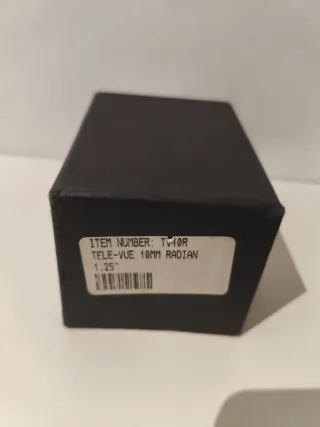 ITEM NUMBER: TV10R
TELE-VUE 10MM RADIAN
1.25"